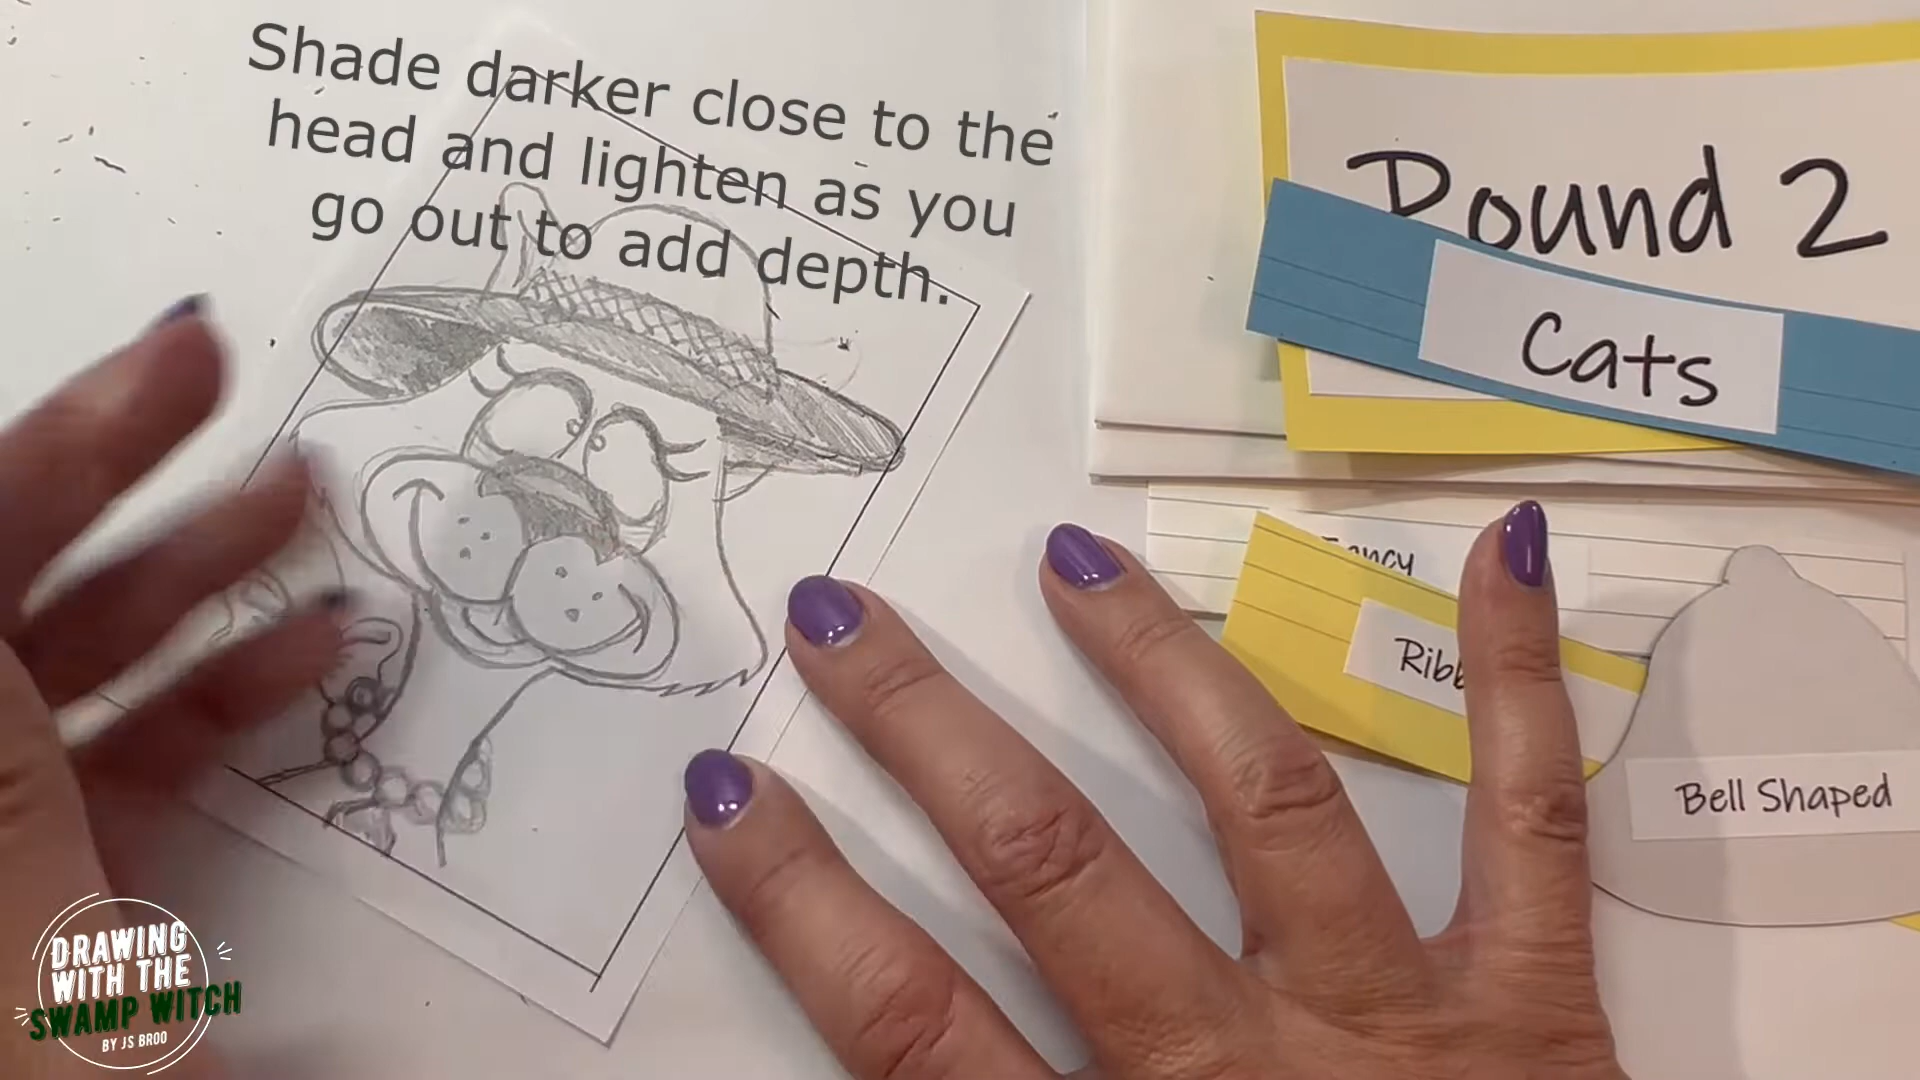 Shade darker close to the
head and lighten as you
go out to add depth.
Round 2
Cats
Fancy
Bell Shaped
DRAWING
WITH THE
SWAMP WITCH
BY JS BROO